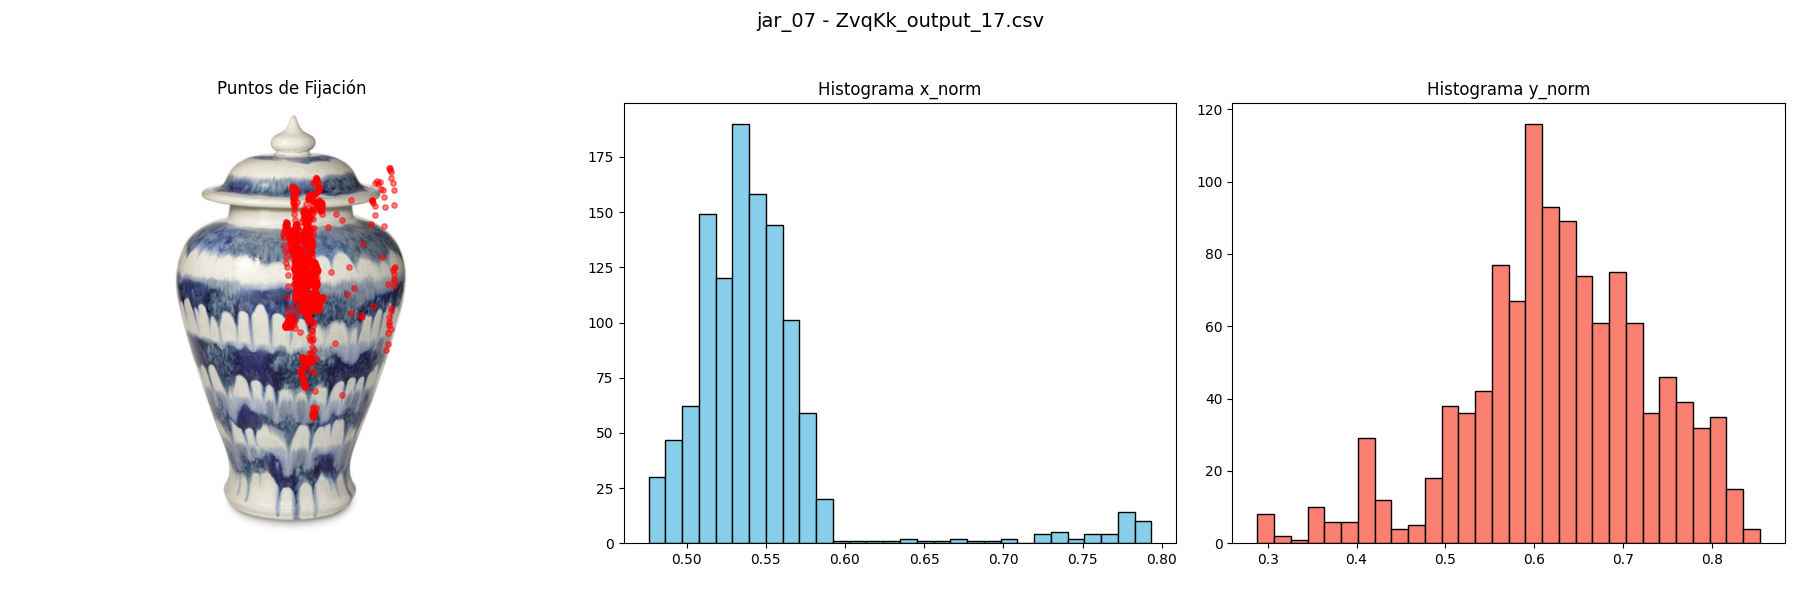 jar_07 - ZvqKk_output_17.csv
Puntos de Fijación
Histograma x_norm
175
150
125
100
75
50
25
0
0.50 0.55 0.60 0.65 0.70 0.75 0.80
Histograma y_norm
120
100
80
60
40
20
0
0.3 0.4 0.5 0.6 0.7 0.8